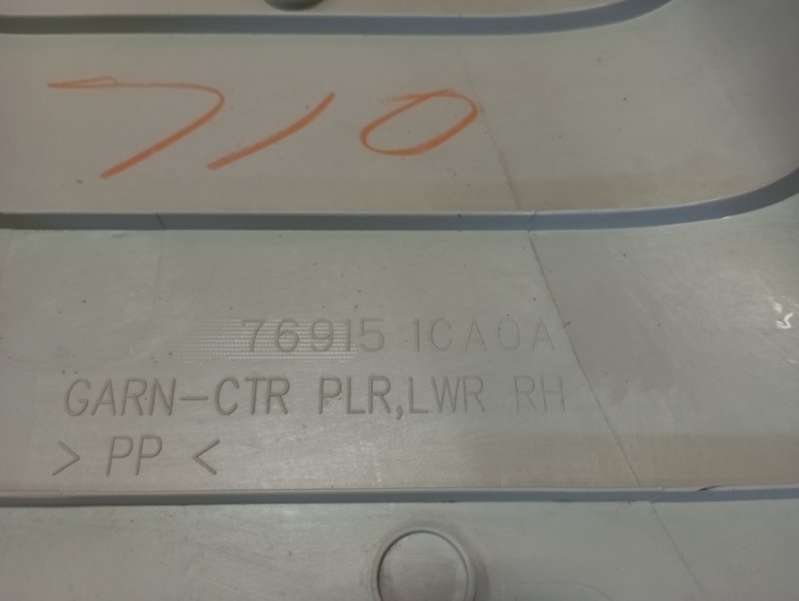 710
76915 1CA0A
GARN-CTR PLR,LWR RH
> PP <